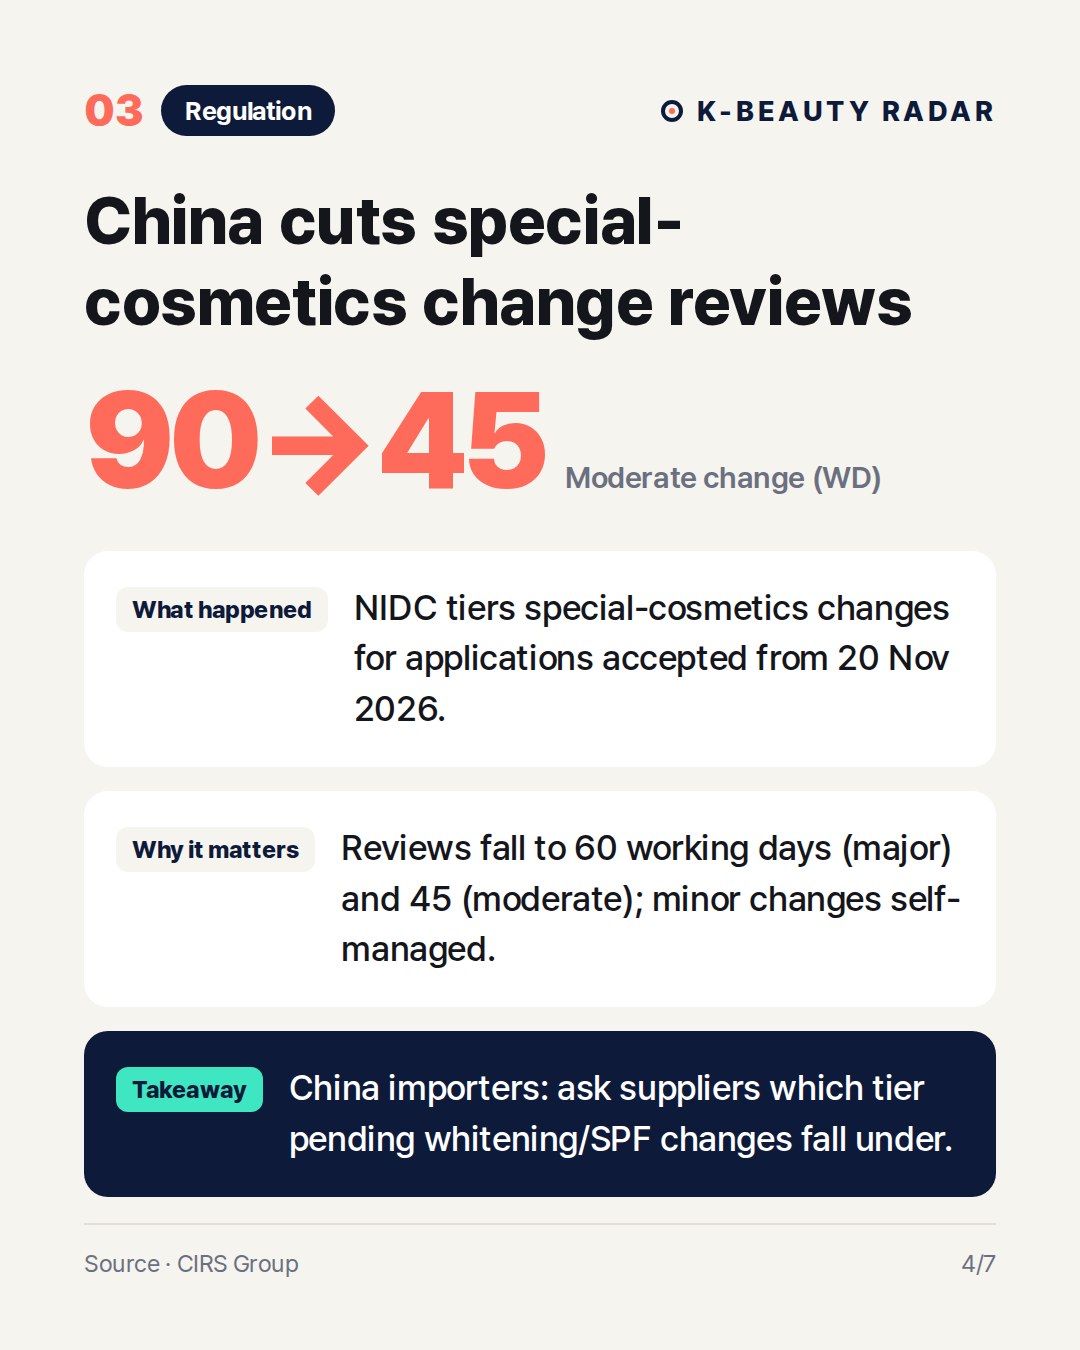 03 Regulation
K-BEAUTY RADAR
China cuts special-
cosmetics change reviews
90→45 Moderate change (WD)
What happened
NIDC tiers special-cosmetics changes
for applications accepted from 20 Nov
2026.
Why it matters
Reviews fall to 60 working days (major)
and 45 (moderate); minor changes self-
managed.
Takeaway
China importers: ask suppliers which tier
pending whitening/SPF changes fall under.
Source · CIRS Group
4/7